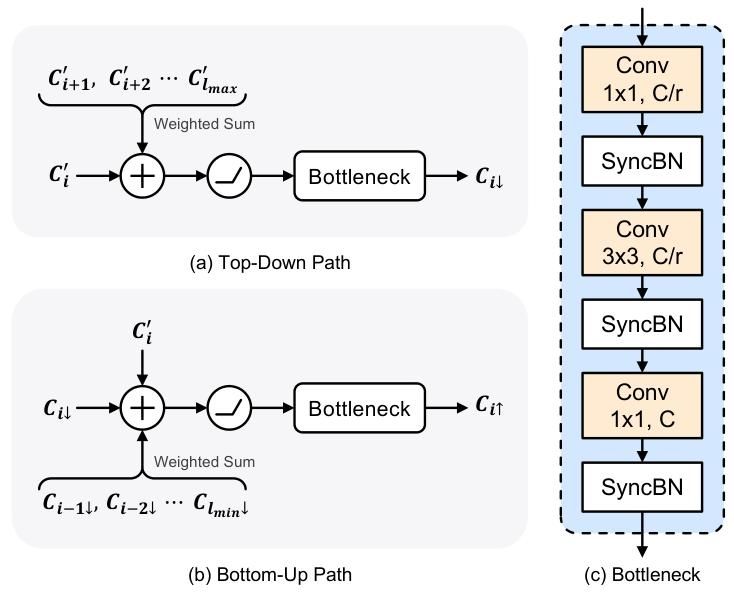 C′ᵢ₊₁, C′ᵢ₊₂ ⋯ C′ₗₘₐₓ
Weighted Sum
C′ᵢ + Bottleneck Cᵢ↓
(a) Top-Down Path
C′ᵢ
Cᵢ↓ + Bottleneck Cᵢ↑
Weighted Sum
Cᵢ₋₁↓, Cᵢ₋₂↓ ⋯ Cₗₘᵢₙ↓
(b) Bottom-Up Path
Conv
1x1, C/r
SyncBN
Conv
3x3, C/r
SyncBN
Conv
1x1, C
SyncBN
(c) Bottleneck